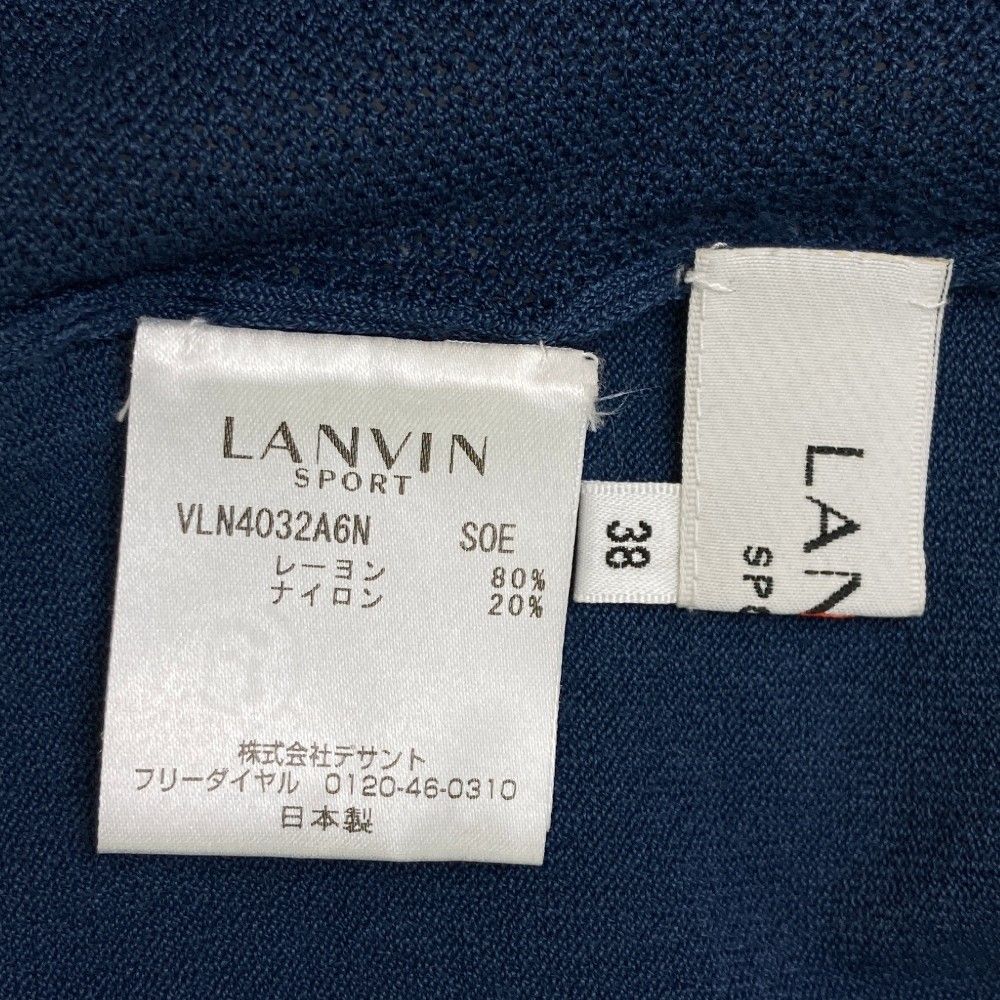 LANVIN
SPORT
VLN4032A6N SOE
レーヨン 80%
ナイロン 20%
株式会社デサント
フリーダイヤル 0120-46-0310
日本製
38
LAN
SPO